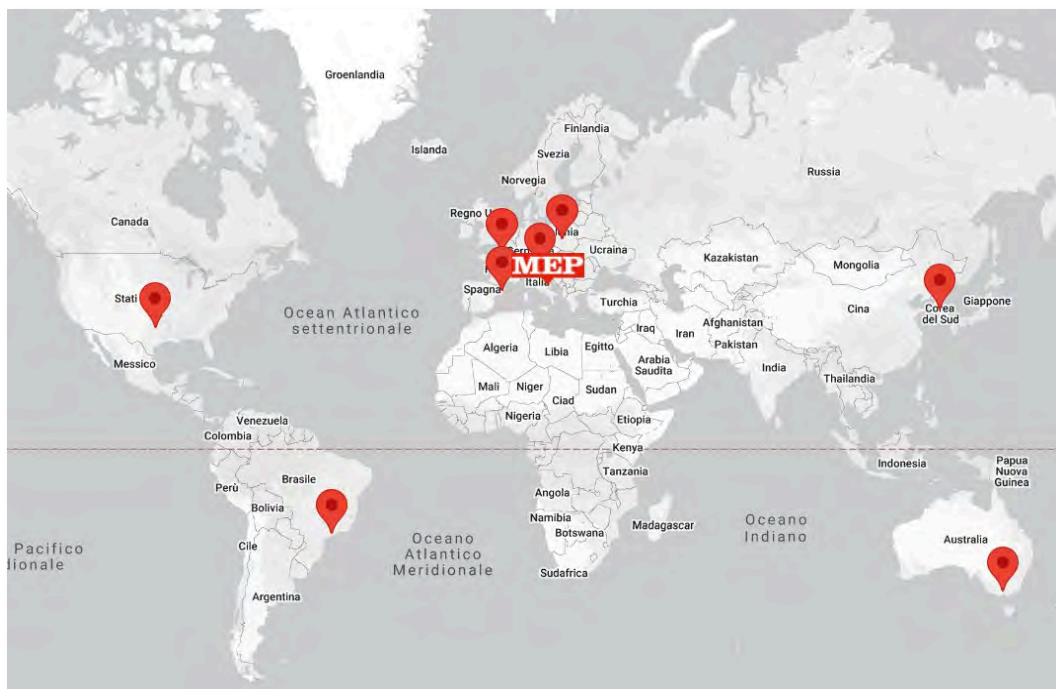 Groenlandia
Islanda
Finlandia
Svezia
Norvegia
Russia
Canada
Regno U
Ucraina
Kazakistan
Mongolia
MEP
Italia
Spagna
Stati
Ocean Atlantico
settentrionale
Turchia
Cina
Corea
del Sud
Giappone
Iraq
Iran
Afghanistan
Pakistan
Algeria
Libia
Egitto
Arabia
Saudita
India
Messico
Mali
Niger
Sudan
Thailandia
Ciad
Nigeria
Etiopia
Venezuela
Colombia
Kenya
Indonesia
Papua
Nuova
Guinea
Tanzania
Perù
Brasile
Bolivia
Angola
Namibia
Botswana
Madagascar
Oceano
Indiano
Australia
Pacifico
dionale
Cile
Oceano
Atlantico
Meridionale
Sudafrica
Argentina